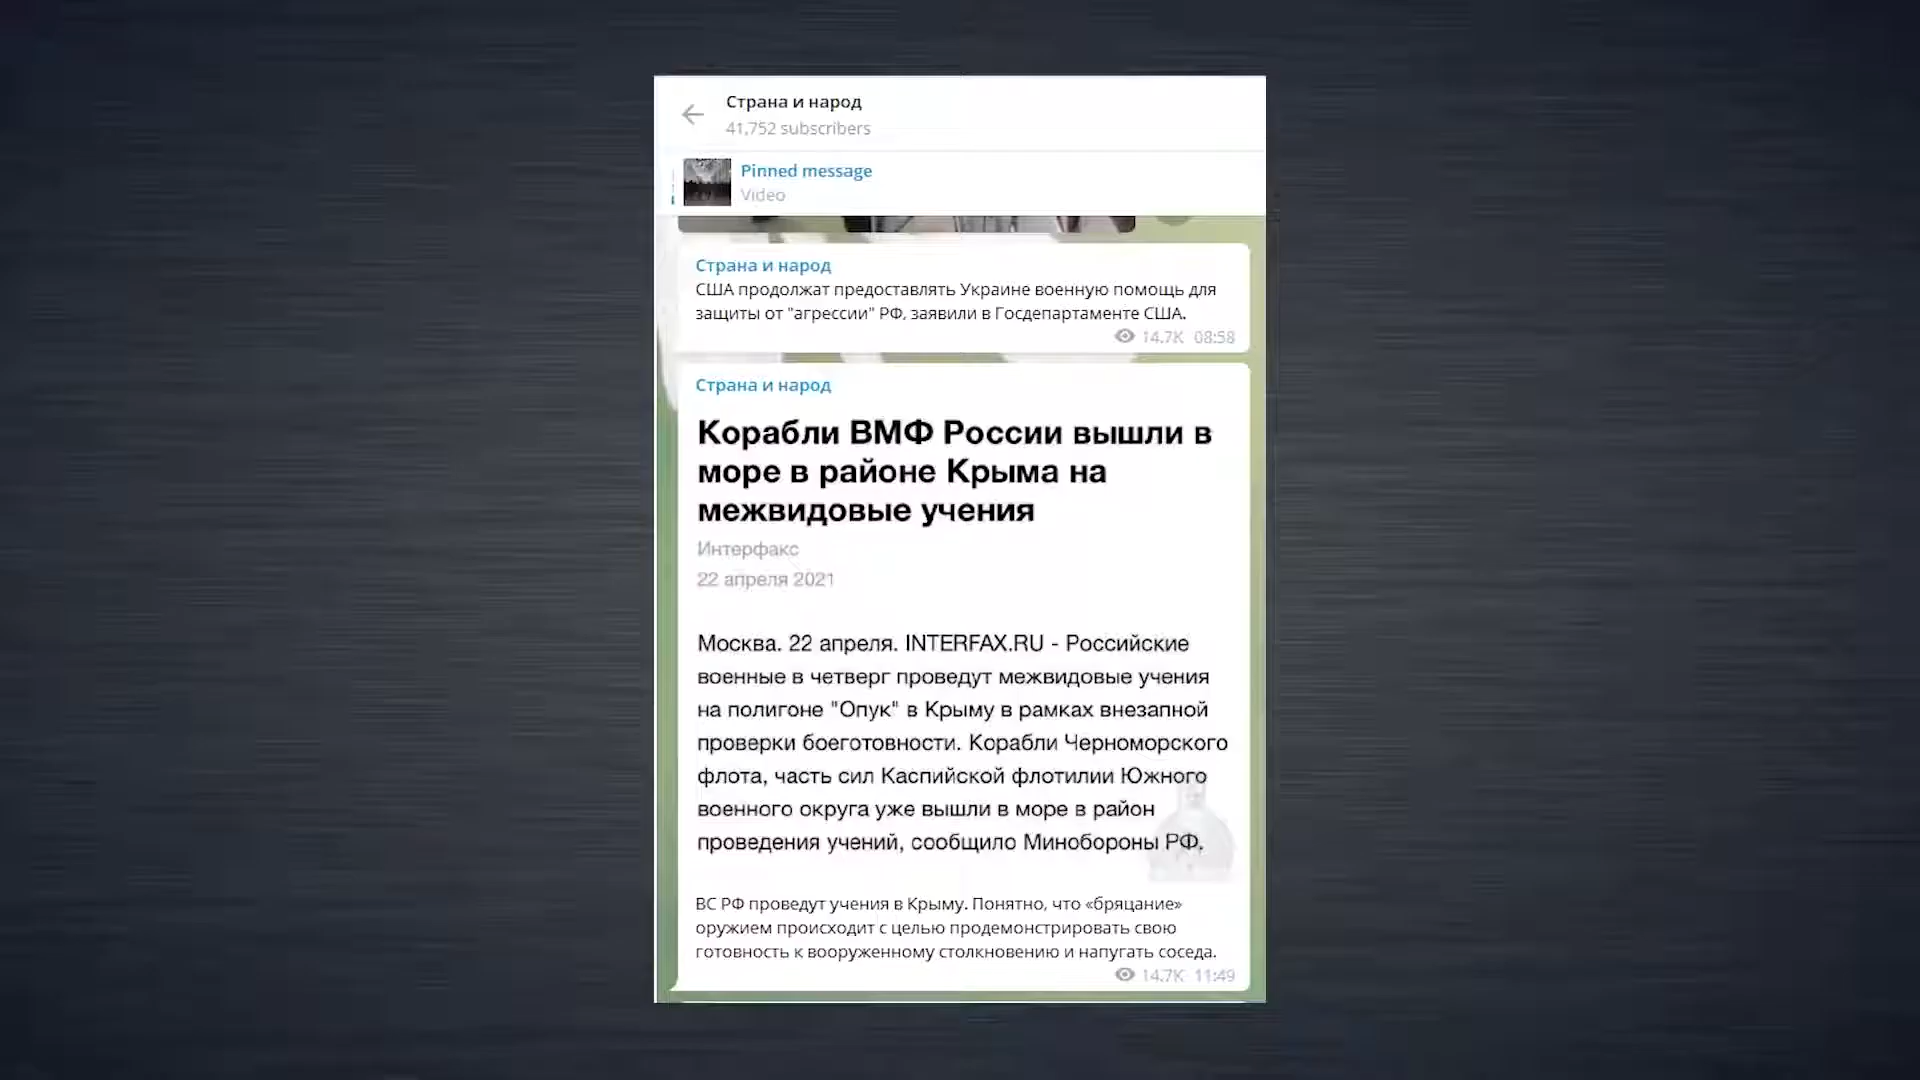 Страна и народ
41,752 subscribers
Pinned message
Video
Страна и народ
США продолжат предоставлять Украине военную помощь для
защиты от "агрессии" РФ, заявили в Госдепартаменте США.
14.7K 08:58
Страна и народ
Корабли ВМФ России вышли в
море в районе Крыма на
межвидовые учения
Интерфакс
22 апреля 2021
Москва. 22 апреля. INTERFAX.RU - Российские
военные в четверг проведут межвидовые учения
на полигоне "Опук" в Крыму в рамках внезапной
проверки боеготовности. Корабли Черноморского
флота, часть сил Каспийской флотилии Южного
военного округа уже вышли в море в район
проведения учений, сообщило Минобороны РФ.
ВС РФ проведут учения в Крыму. Понятно, что «бряцание»
оружием происходит с целью продемонстрировать свою
готовность к вооруженному столкновению и напугать соседа.
14.7K 11:49